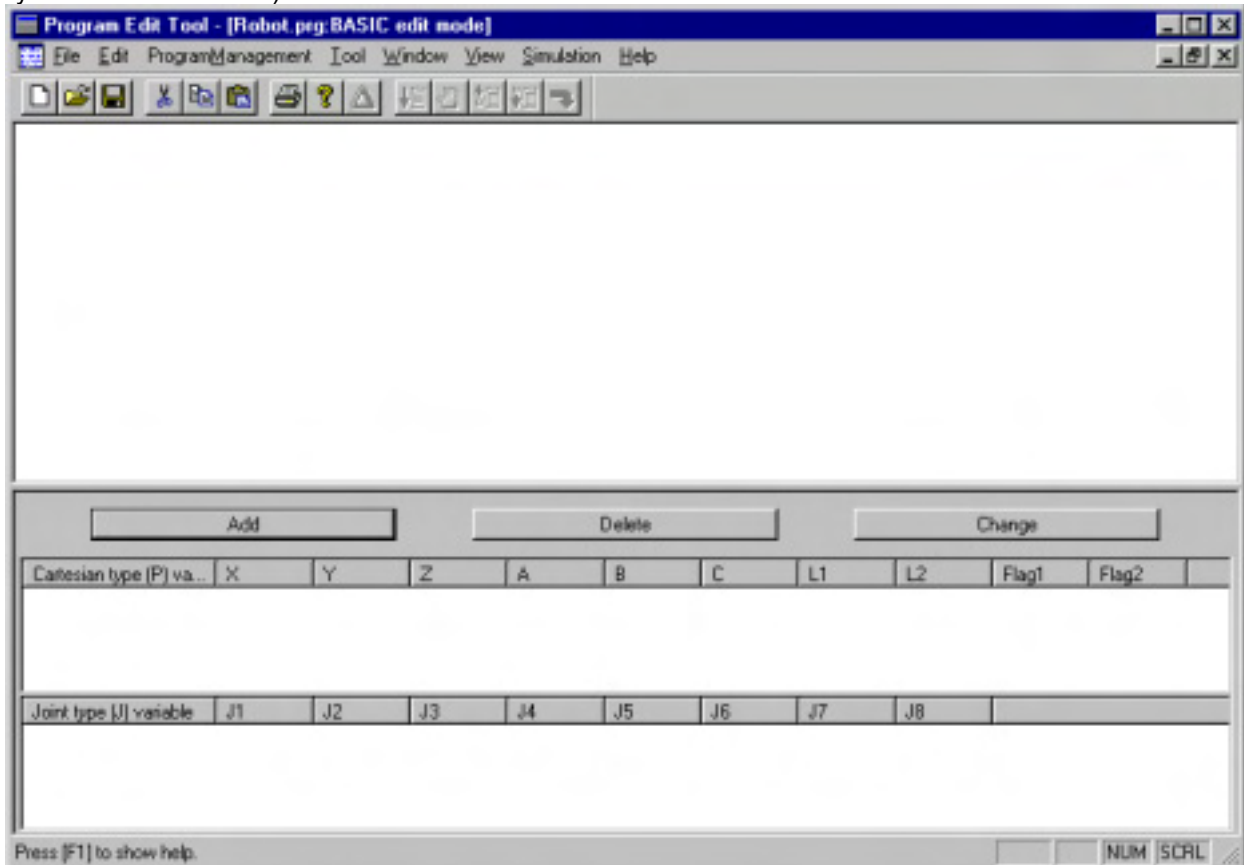 Program Edit Tool - [Robot.prg:BASIC edit mode]
File Edit ProgramManagement Tool Window View Simulation Help
Add Delete Change
Cartesian type (P) va... X Y Z A B C L1 L2 Flag1 Flag2
Joint type (J) variable J1 J2 J3 J4 J5 J6 J7 J8
Press [F1] to show help. NUM SCRL